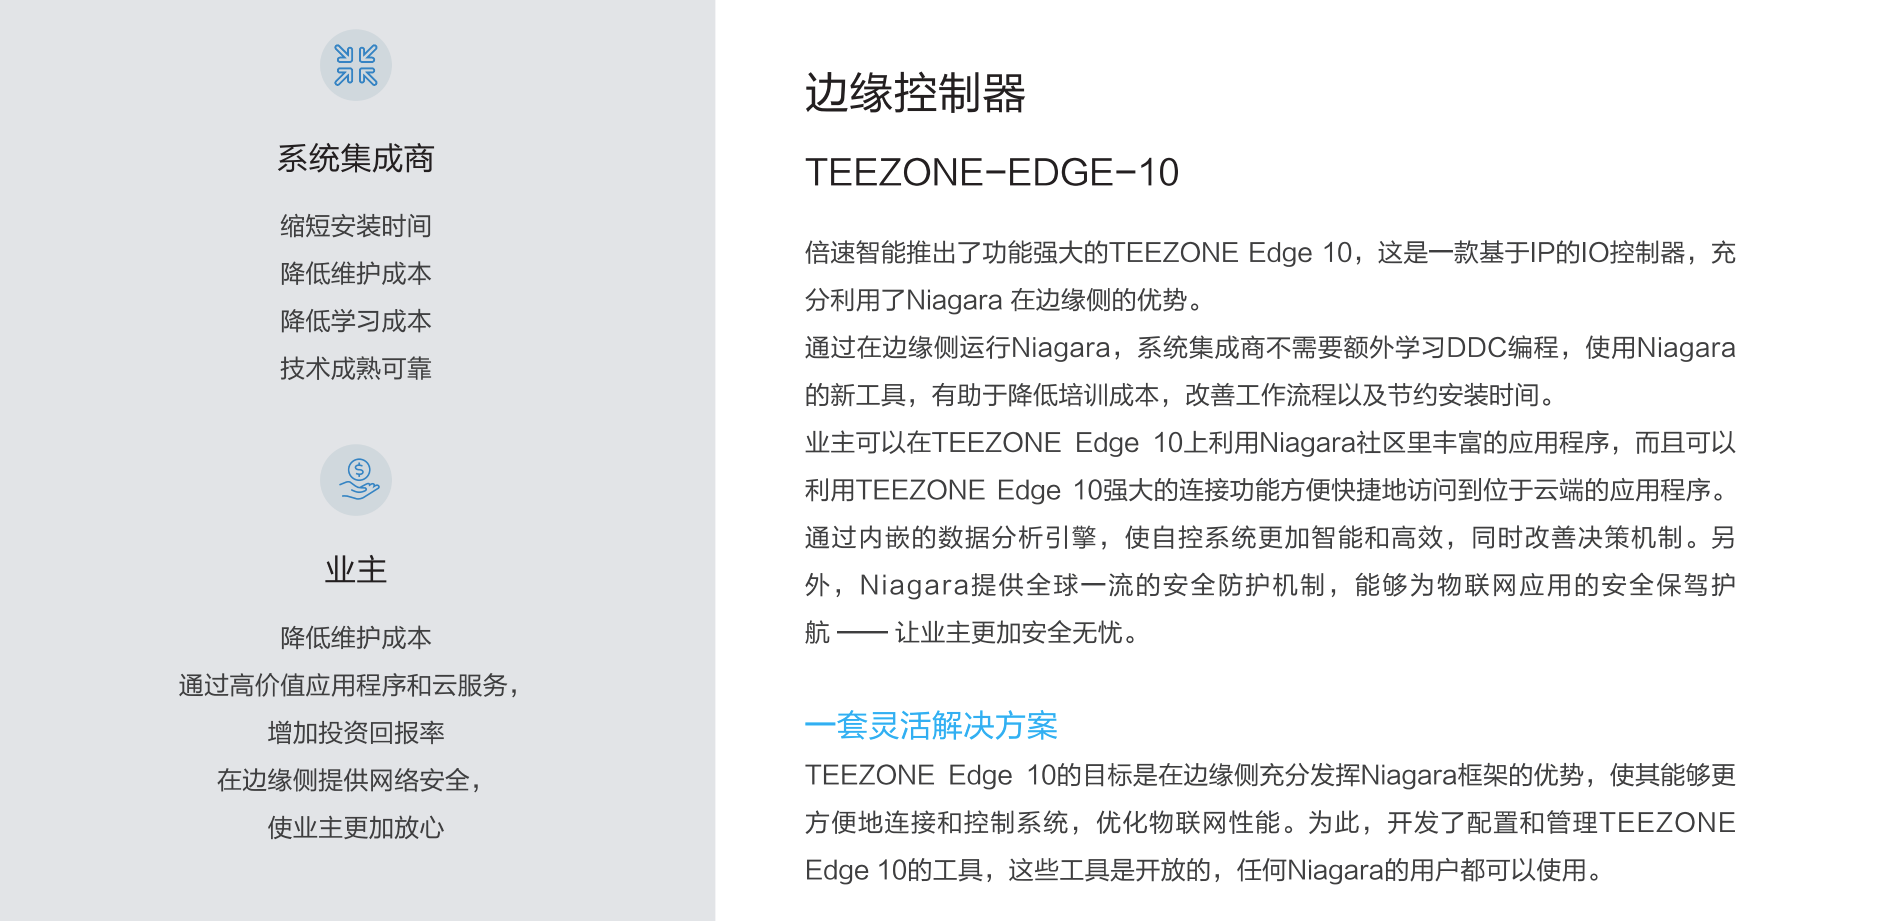 系统集成商
缩短安装时间
降低维护成本
降低学习成本
技术成熟可靠
业主
降低维护成本
通过高价值应用程序和云服务，
增加投资回报率
在边缘侧提供网络安全，
使业主更加放心
边缘控制器
TEEZONE-EDGE-10
倍速智能推出了功能强大的TEEZONE Edge 10，这是一款基于IP的IO控制器，充
分利用了Niagara 在边缘侧的优势。
通过在边缘侧运行Niagara，系统集成商不需要额外学习DDC编程，使用Niagara
的新工具，有助于降低培训成本，改善工作流程以及节约安装时间。
业主可以在TEEZONE Edge 10上利用Niagara社区里丰富的应用程序，而且可以
利用TEEZONE Edge 10强大的连接功能方便快捷地访问到位于云端的应用程序。
通过内嵌的数据分析引擎，使自控系统更加智能和高效，同时改善决策机制。另
外，Niagara提供全球一流的安全防护机制，能够为物联网应用的安全保驾护
航 —— 让业主更加安全无忧。
一套灵活解决方案
TEEZONE Edge 10的目标是在边缘侧充分发挥Niagara框架的优势，使其能够更
方便地连接和控制系统，优化物联网性能。为此，开发了配置和管理TEEZONE
Edge 10的工具，这些工具是开放的，任何Niagara的用户都可以使用。